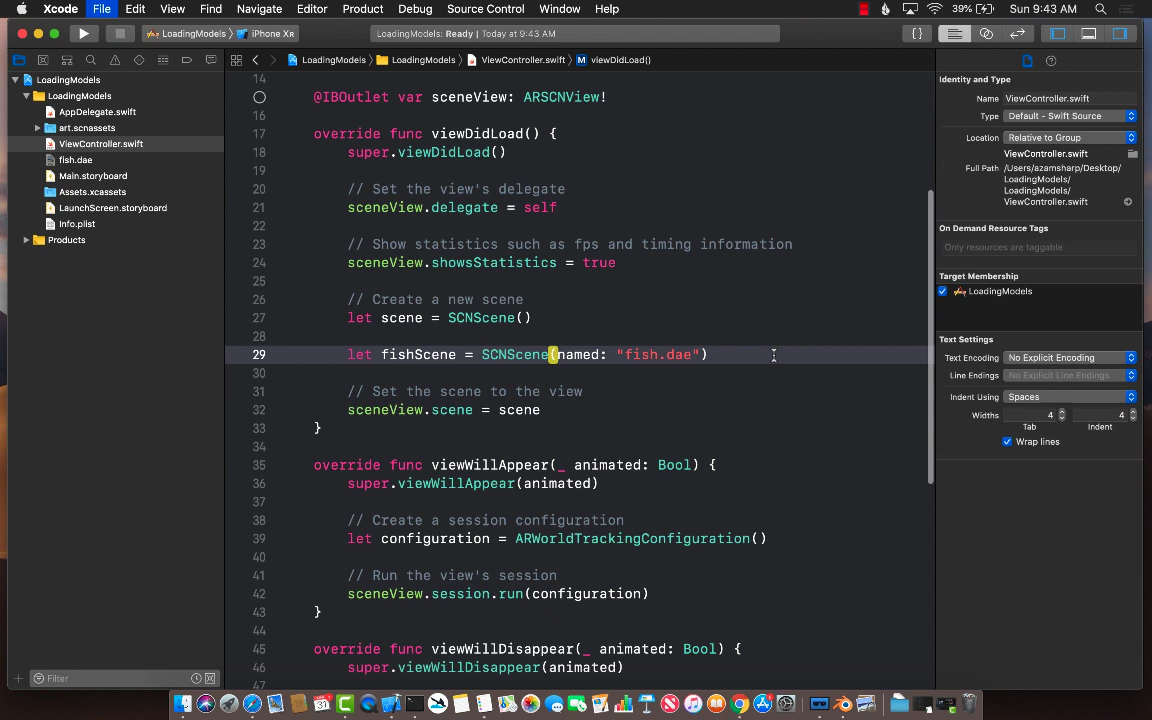 Xcode File Edit View Find Navigate Editor Product Debug Source Control Window Help 39% Sun 9:43 AM
LoadingModels iPhone XR LoadingModels: Ready | Today at 9:43 AM
LoadingModels LoadingModels ViewController.swift M viewDidLoad()
LoadingModels
LoadingModels
AppDelegate.swift
art.scnassets
ViewController.swift
fish.dae
Main.storyboard
Assets.xcassets
LaunchScreen.storyboard
Info.plist
Products
Filter
14
@IBOutlet var sceneView: ARSCNView!
16
17 override func viewDidLoad() {
18 super.viewDidLoad()
19
20 // Set the view's delegate
21 sceneView.delegate = self
22
23 // Show statistics such as fps and timing information
24 sceneView.showsStatistics = true
25
26 // Create a new scene
27 let scene = SCNScene()
28
29 let fishScene = SCNScene(named: "fish.dae")
30
31 // Set the scene to the view
32 sceneView.scene = scene
33 }
34
35 override func viewWillAppear(_ animated: Bool) {
36 super.viewWillAppear(animated)
37
38 // Create a session configuration
39 let configuration = ARWorldTrackingConfiguration()
40
41 // Run the view's session
42 sceneView.session.run(configuration)
43 }
44
45 override func viewWillDisappear(_ animated: Bool) {
46 super.viewWillDisappear(animated)
47
Identity and Type
Name ViewController.swift
Type Default - Swift Source
Location Relative to Group
ViewController.swift
Full Path /Users/azamsharp/Desktop/
LoadingModels/
LoadingModels/
ViewController.swift
On Demand Resource Tags
Only resources are taggable
Target Membership
LoadingModels
Text Settings
Text Encoding No Explicit Encoding
Line Endings No Explicit Line Endings
Indent Using Spaces
Widths 4 4
Tab Indent
Wrap lines
31